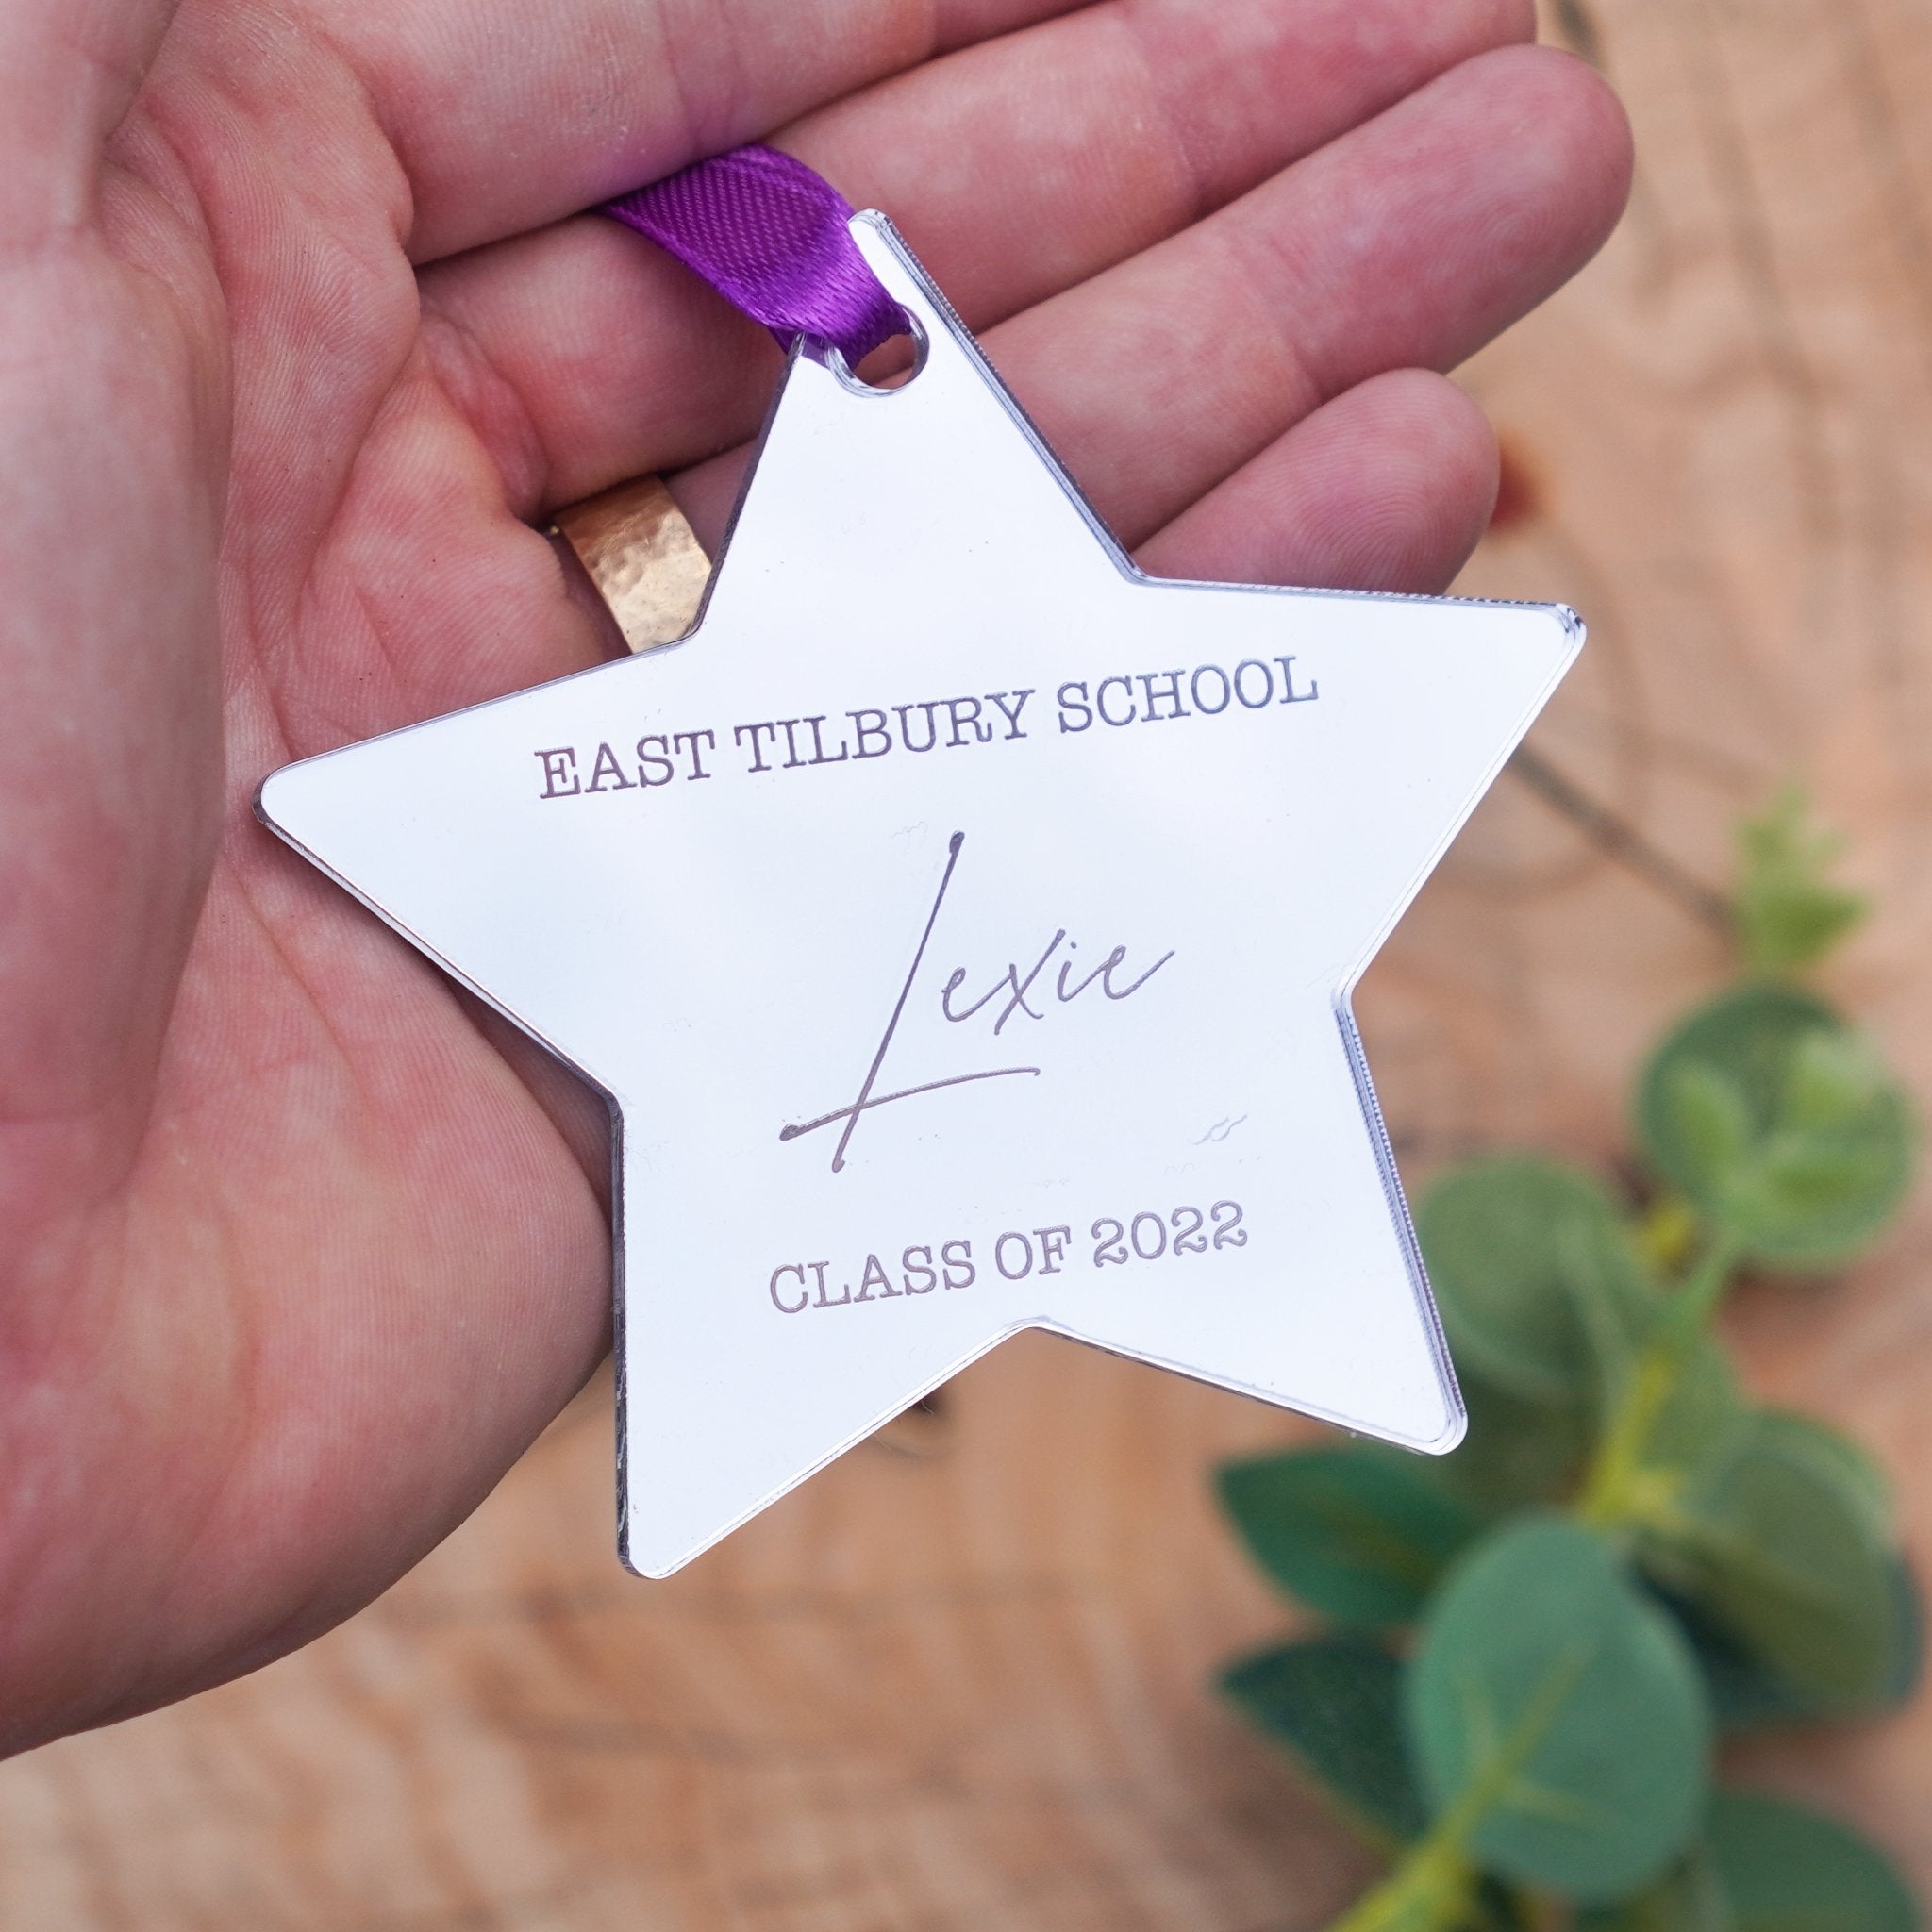 EAST TILBURY SCHOOL
Lexie
CLASS OF 2022